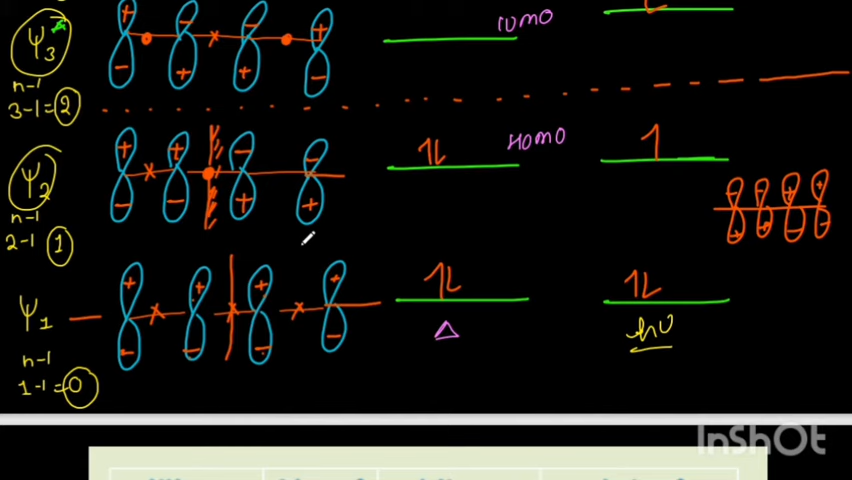 ψ3
n-1
3-1=2
LUMO
ψ2
n-1
2-1 1
HOMO
ψ1
n-1
1-1=0
Δ
hν
InShOt